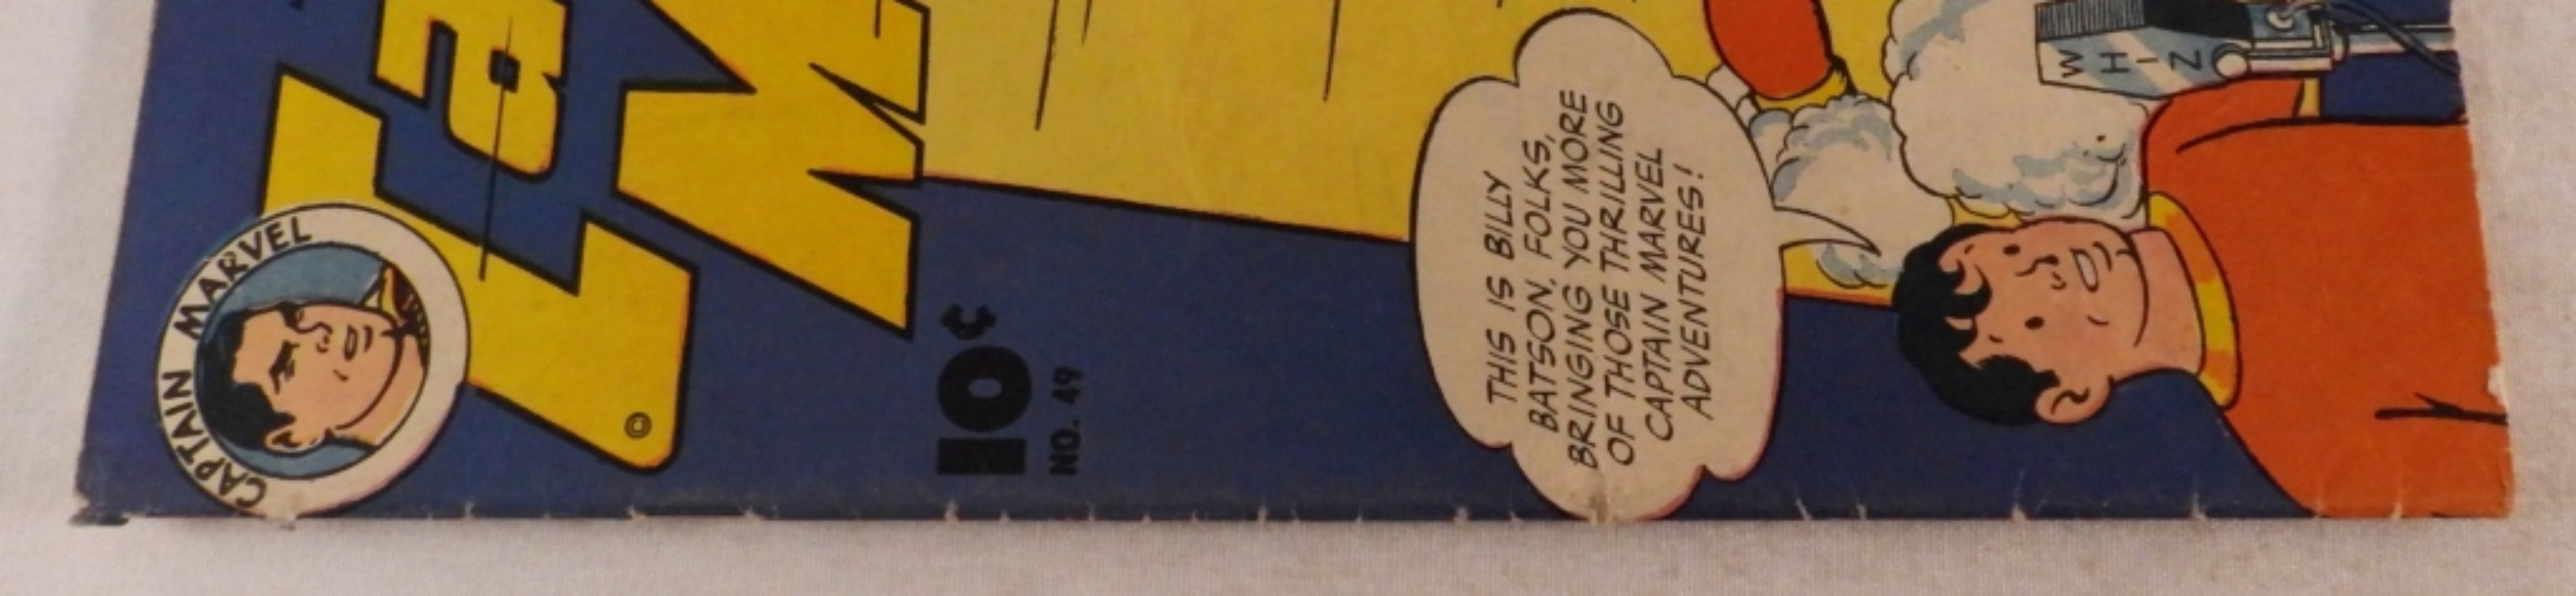 CAPTAIN MARVEL
©
10¢
NO. 49
THIS IS BILLY
BATSON, FOLKS,
BRINGING YOU MORE
OF THOSE THRILLING
CAPTAIN MARVEL
ADVENTURES!
WHIZ